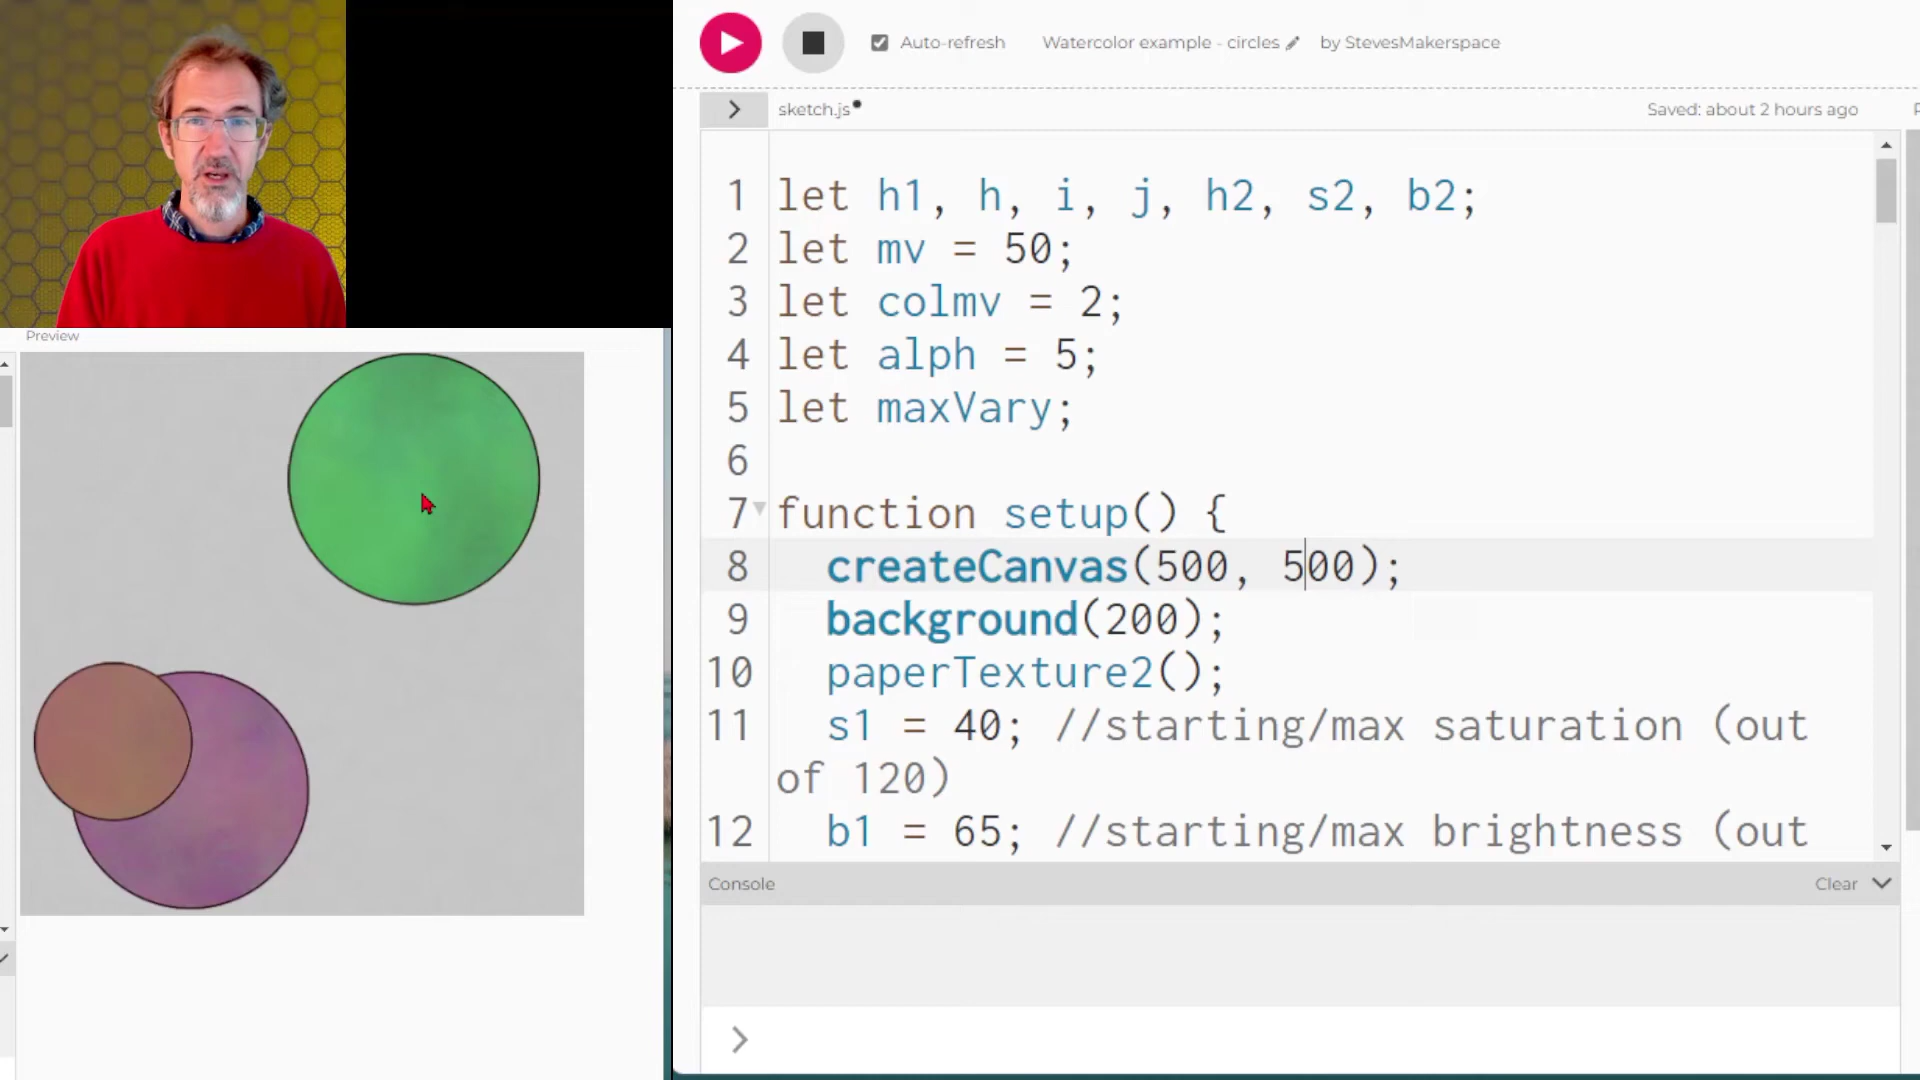 Auto-refresh Watercolor example - circles by StevesMakerspace
sketch.js Saved: about 2 hours ago
1 let h1, h, i, j, h2, s2, b2;
2 let mv = 50;
3 let colmv = 2;
4 let alph = 5;
5 let maxVary;
6
7 function setup() {
8 createCanvas(500, 500);
9 background(200);
10 paperTexture2();
11 s1 = 40; //starting/max saturation (out
of 120)
12 b1 = 65; //starting/max brightness (out
Console Clear
>
Preview